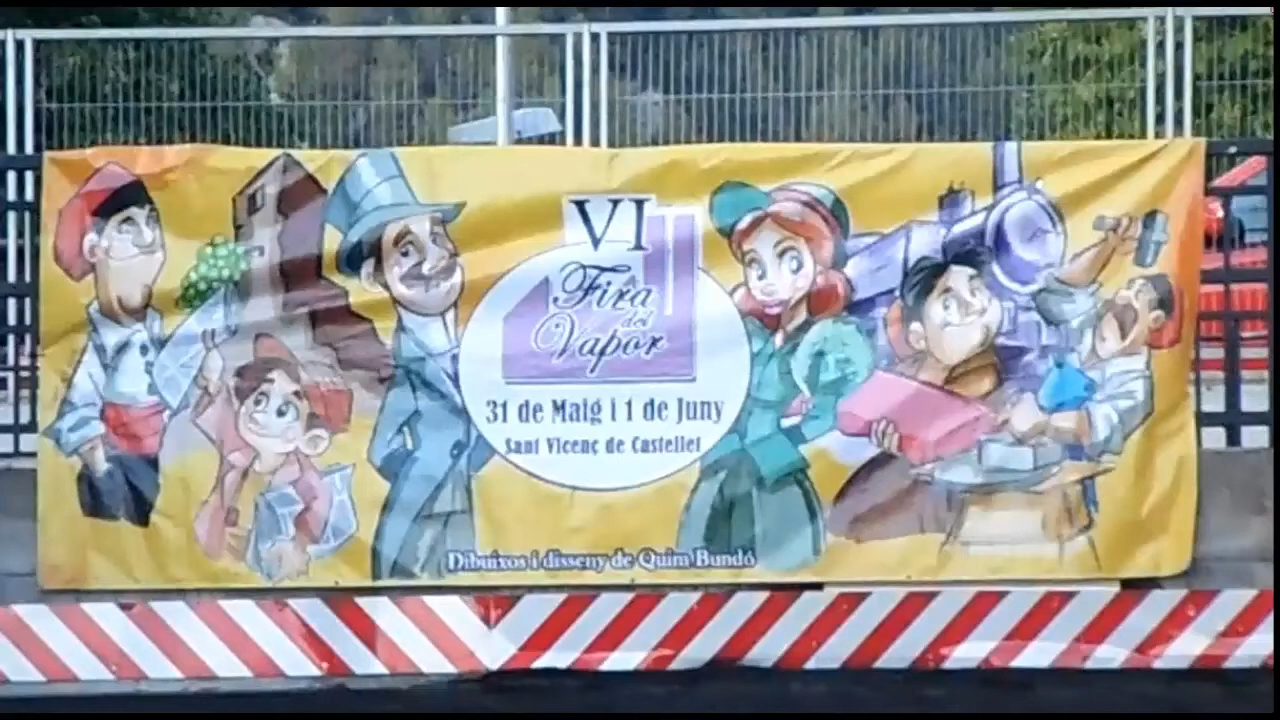 VI
Fira
del
Vapor
31 de Maig i 1 de Juny
Sant Vicenç de Castellet
Dibuixos i disseny de Quim Bundó